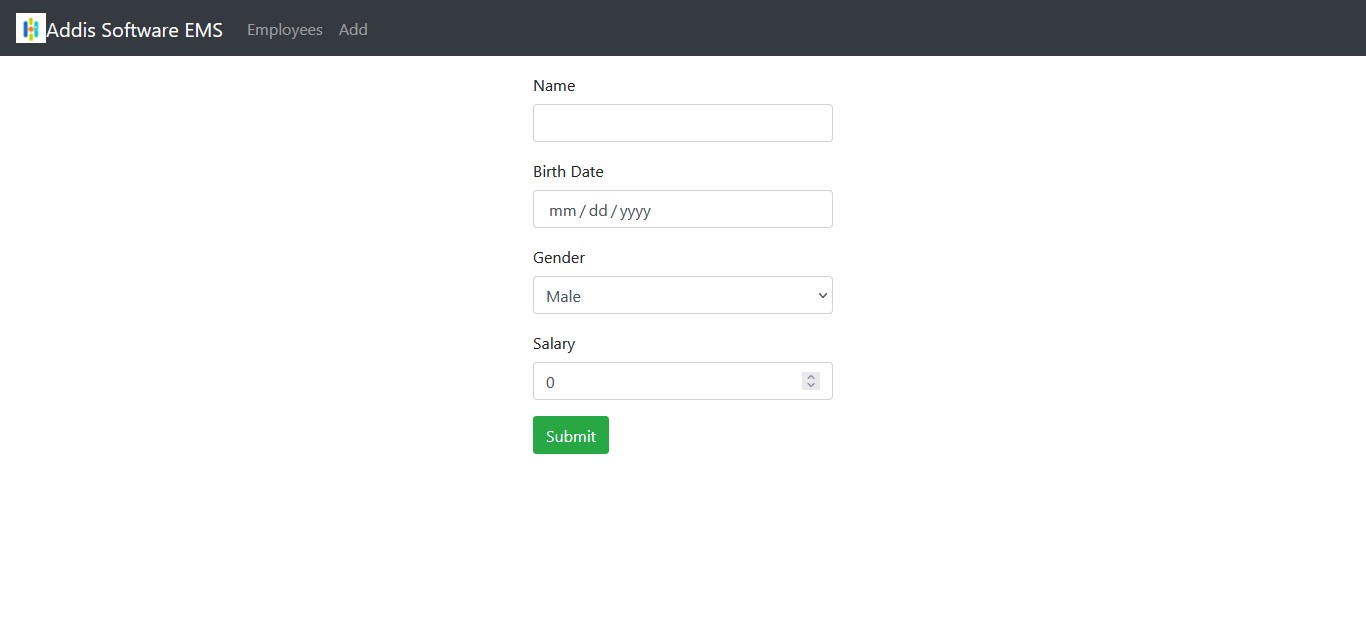 Addis Software EMS Employees Add
Name
Birth Date
mm/dd/yyyy
Gender
Male
Salary
0
Submit